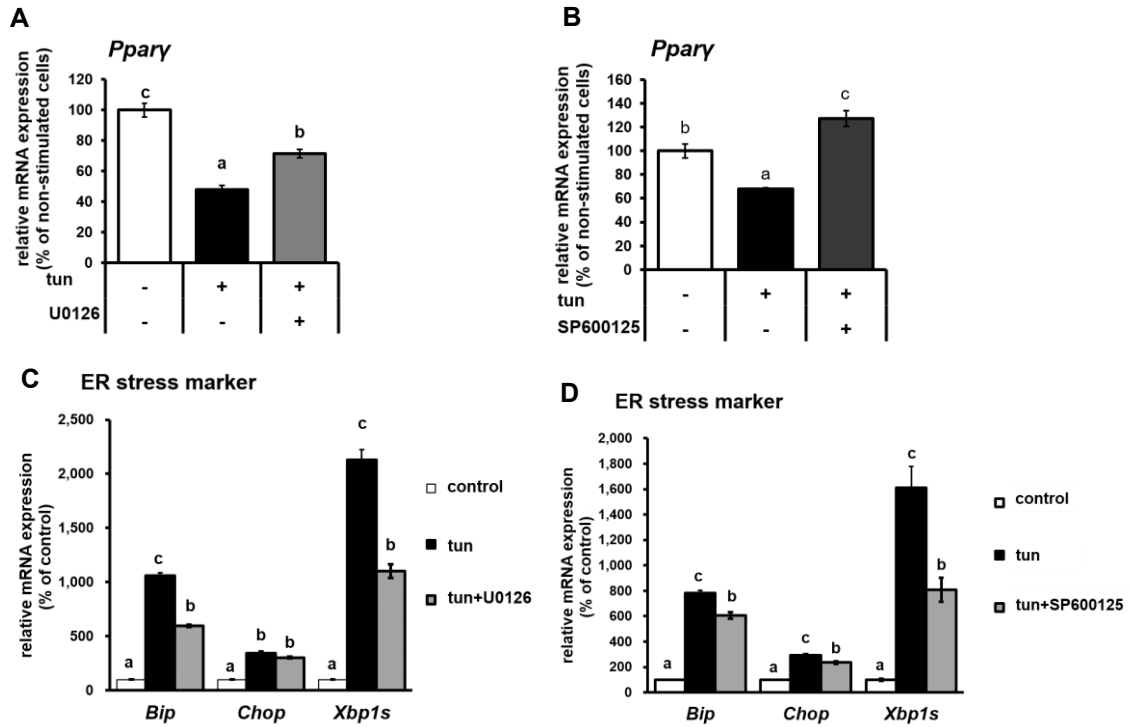 A
Pparγ
relative mRNA expression
(% of non-stimulated cells)
120
100
80
60
40
20
0
c
a
b
tun - + +
U0126 - - +
B
Pparγ
relative mRNA expression
(% of non-stimulated cells)
160
140
120
100
80
60
40
20
0
b
a
c
tun - + +
SP600125 - - +
C ER stress marker
relative mRNA expression
(% of control)
2,500
2,000
1,500
1,000
500
0
a c b
a b b
a c b
Bip Chop Xbp1s
control
tun
tun+U0126
D ER stress marker
relative mRNA expression
(% of control)
2,000
1,800
1,600
1,400
1,200
1,000
800
600
400
200
0
a c b
a c b
a c b
Bip Chop Xbp1s
control
tun
tun+SP600125